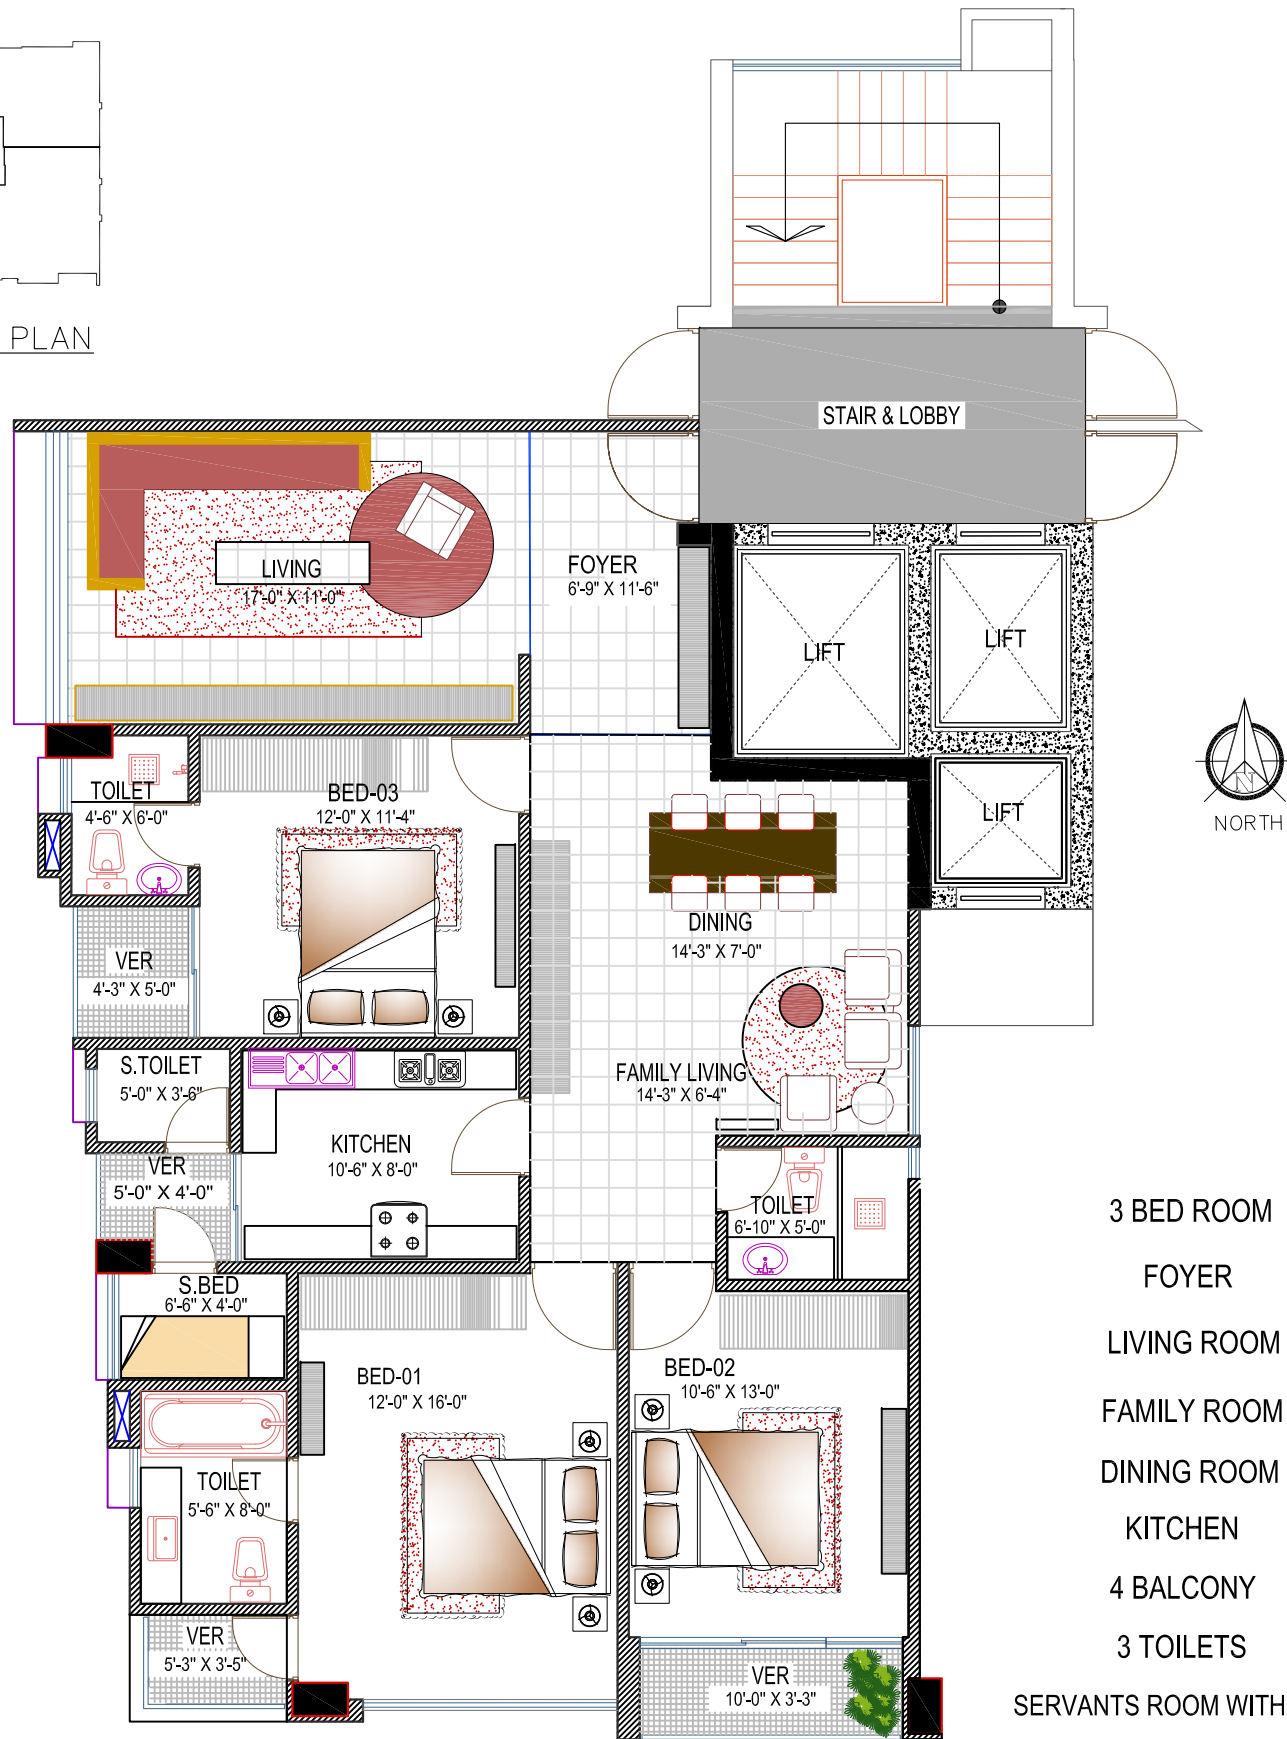 PLAN
STAIR & LOBBY
LIVING
17'-0" X 11'-0"
FOYER
6'-9" X 11'-6"
LIFT
LIFT
LIFT
N
NORTH
TOILET
4'-6" X 6'-0"
BED-03
12'-0" X 11'-4"
DINING
14'-3" X 7'-0"
VER
4'-3" X 5'-0"
S.TOILET
5'-0" X 3'-6"
FAMILY LIVING
14'-3" X 6'-4"
KITCHEN
10'-6" X 8'-0"
VER
5'-0" X 4'-0"
TOILET
6'-10" X 5'-0"
S.BED
6'-6" X 4'-0"
BED-01
12'-0" X 16'-0"
BED-02
10'-6" X 13'-0"
TOILET
5'-6" X 8'-0"
VER
5'-3" X 3'-5"
VER
10'-0" X 3'-3"
3 BED ROOM
FOYER
LIVING ROOM
FAMILY ROOM
DINING ROOM
KITCHEN
4 BALCONY
3 TOILETS
SERVANTS ROOM WITH